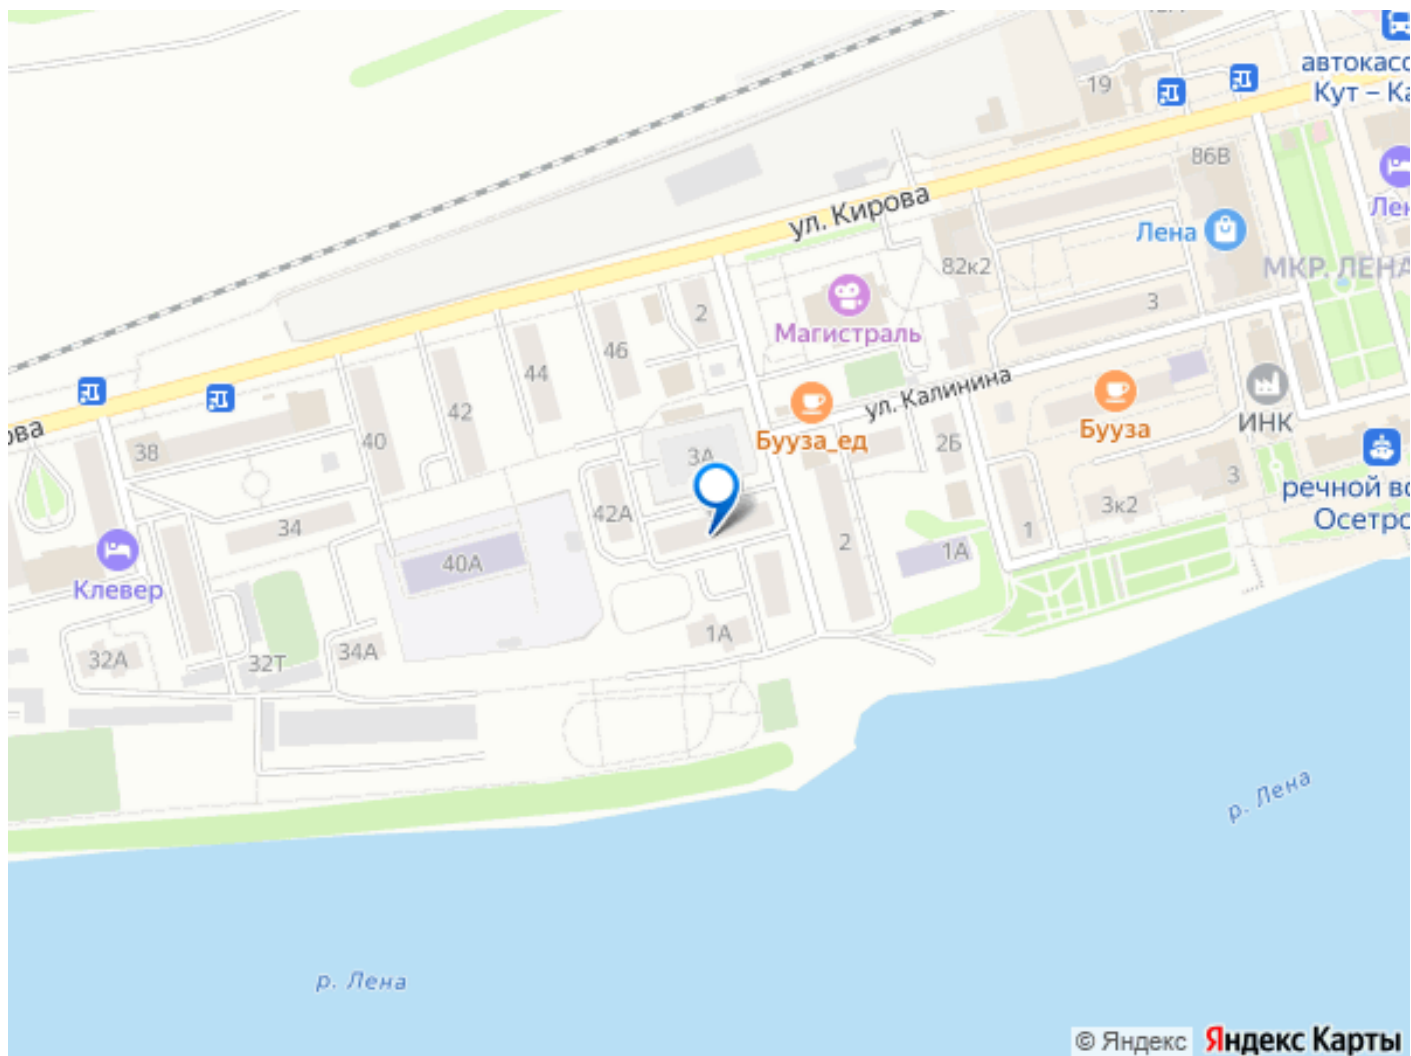 автокасс
Кут – Ка
19
86В
ул. Кирова
Лена
Лен
82к2
МКР. ЛЕНА
2
3
Магистраль
46
44
ул. Калинина
42
ИНК
ова
Бууза_ед
Бууза
40
38
2Б
3А
3
речной во
Осетро
3к2
42А
34
1
2
1А
40А
Клевер
1А
34А
32А
32Т
р. Лена
р. Лена
© Яндекс Яндекс Карты